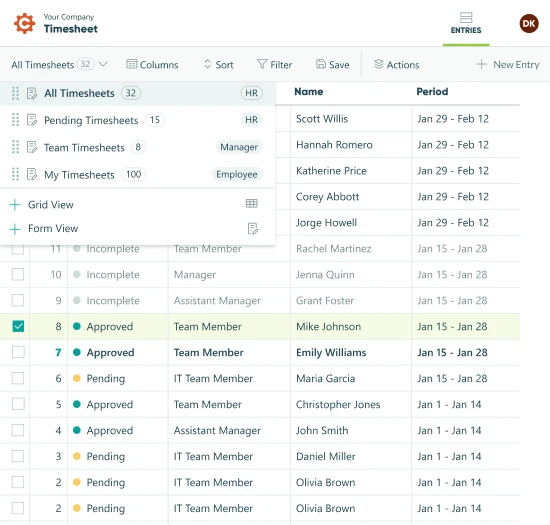 Your Company
Timesheet
ENTRIES
DK
All Timesheets 32 Columns Sort Filter Save Actions New Entry
All Timesheets 32 HR
Pending Timesheets 15 HR
Team Timesheets 8 Manager
My Timesheets 100 Employee
Grid View
Form View
Name Period
Scott Willis Jan 29 - Feb 12
Hannah Romero Jan 29 - Feb 12
Katherine Price Jan 29 - Feb 12
Corey Abbott Jan 29 - Feb 12
Jorge Howell Jan 29 - Feb 12
11 Incomplete Team Member Rachel Martinez Jan 15 - Jan 28
10 Incomplete Manager Jenna Quinn Jan 15 - Jan 28
9 Incomplete Assistant Manager Grant Foster Jan 15 - Jan 28
8 Approved Team Member Mike Johnson Jan 15 - Jan 28
7 Approved Team Member Emily Williams Jan 15 - Jan 28
6 Pending IT Team Member Maria Garcia Jan 15 - Jan 28
5 Approved Team Member Christopher Jones Jan 1 - Jan 14
4 Approved Assistant Manager John Smith Jan 1 - Jan 14
3 Pending IT Team Member Daniel Miller Jan 1 - Jan 14
2 Pending IT Team Member Olivia Brown Jan 1 - Jan 14
2 Pending IT Team Member Olivia Brown Jan 1 - Jan 14